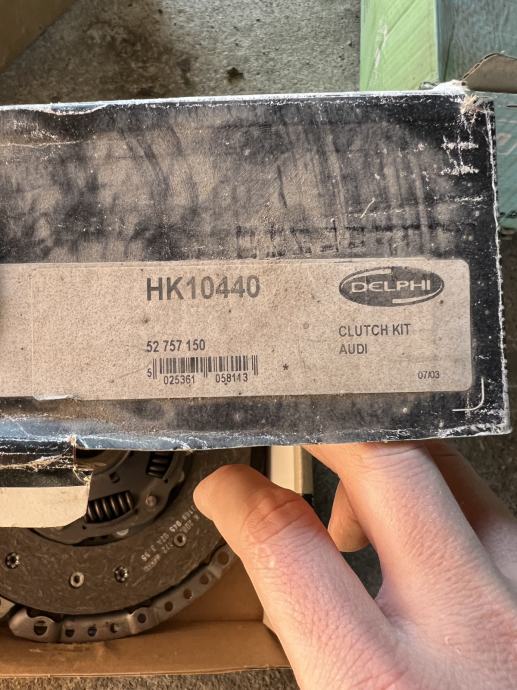 HK10440
DELPHI
52 757 150
CLUTCH KIT
AUDI
5 025361 058113
*
07/03